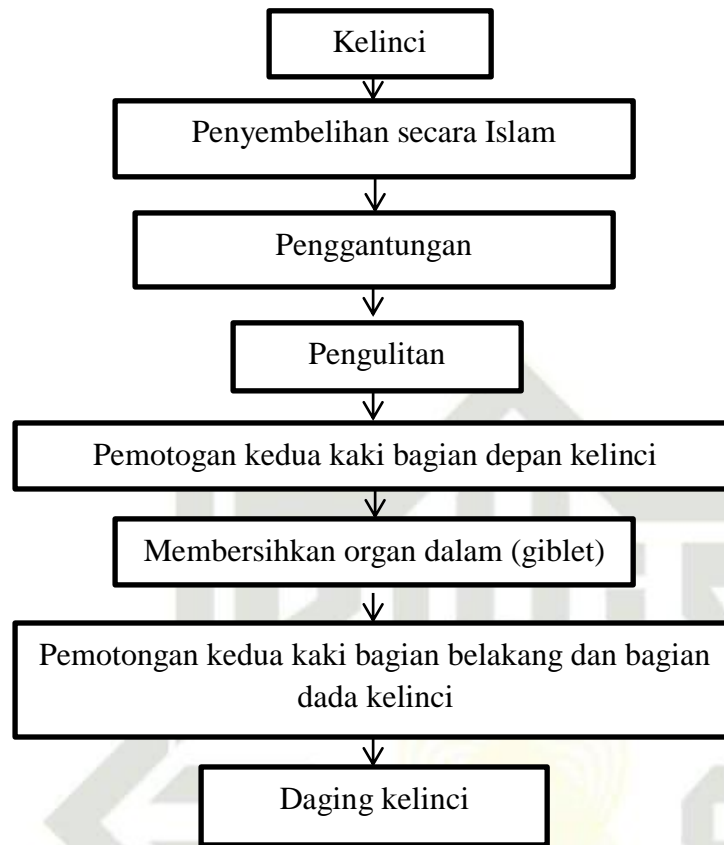 Kelinci
Penyembelihan secara Islam
Penggantungan
Pengulitan
Pemotogan kedua kaki bagian depan kelinci
Membersihkan organ dalam (giblet)
Pemotongan kedua kaki bagian belakang dan bagian
dada kelinci
Daging kelinci